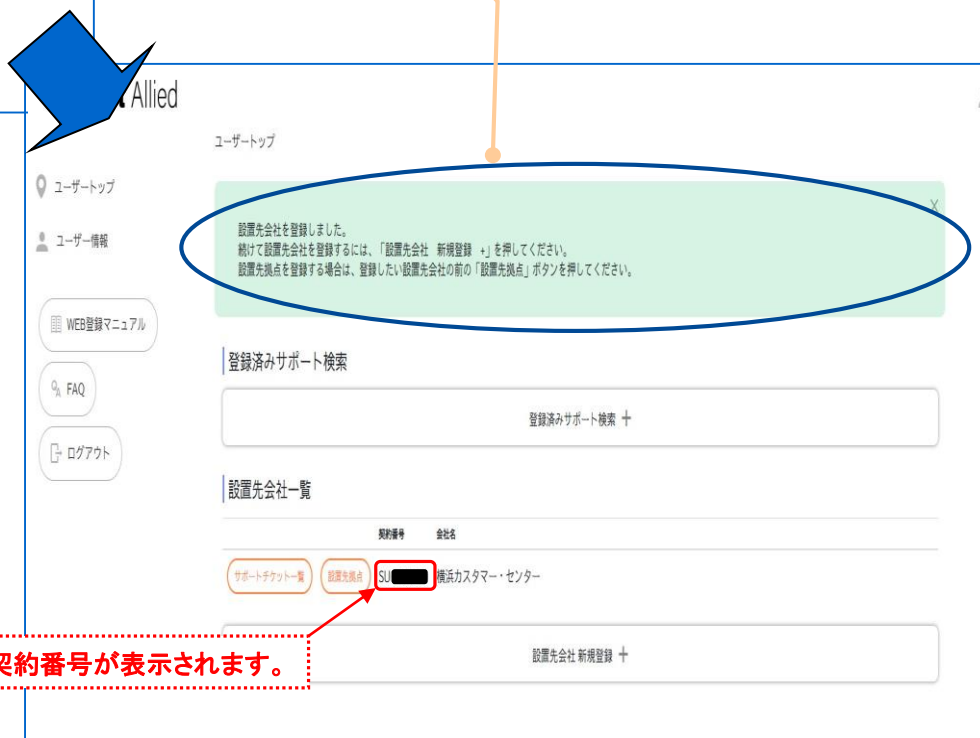 Allied
ユーザートップ
ユーザートップ
ユーザー情報
WEB登録マニュアル
FAQ
ログアウト
X
設置先会社を登録しました。
続けて設置先会社を登録するには、「設置先会社 新規登録 +」を押してください。
設置先拠点を登録する場合は、登録したい設置先会社の前の「設置先拠点」ボタンを押してください。
登録済みサポート検索
登録済みサポート検索 +
設置先会社一覧
契約番号 会社名
サポートチケット一覧 設置先拠点 SU 横浜カスタマー・センター
契約番号が表示されます。
設置先会社 新規登録 +